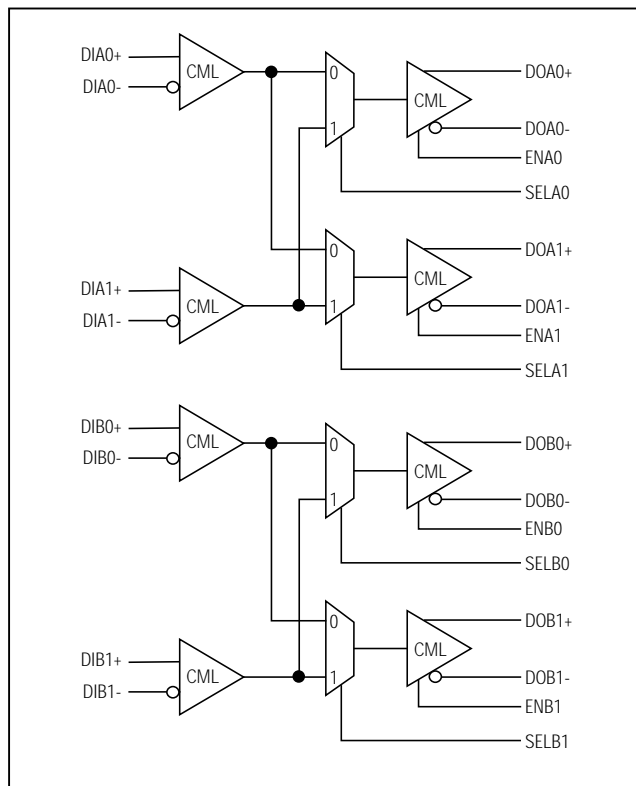 DIA0+
DIA0-
CML
0
1
CML
DOA0+
DOA0-
ENA0
SELA0
DIA1+
DIA1-
CML
0
1
CML
DOA1+
DOA1-
ENA1
SELA1
DIB0+
DIB0-
CML
0
1
CML
DOB0+
DOB0-
ENB0
SELB0
DIB1+
DIB1-
CML
0
1
CML
DOB1+
DOB1-
ENB1
SELB1